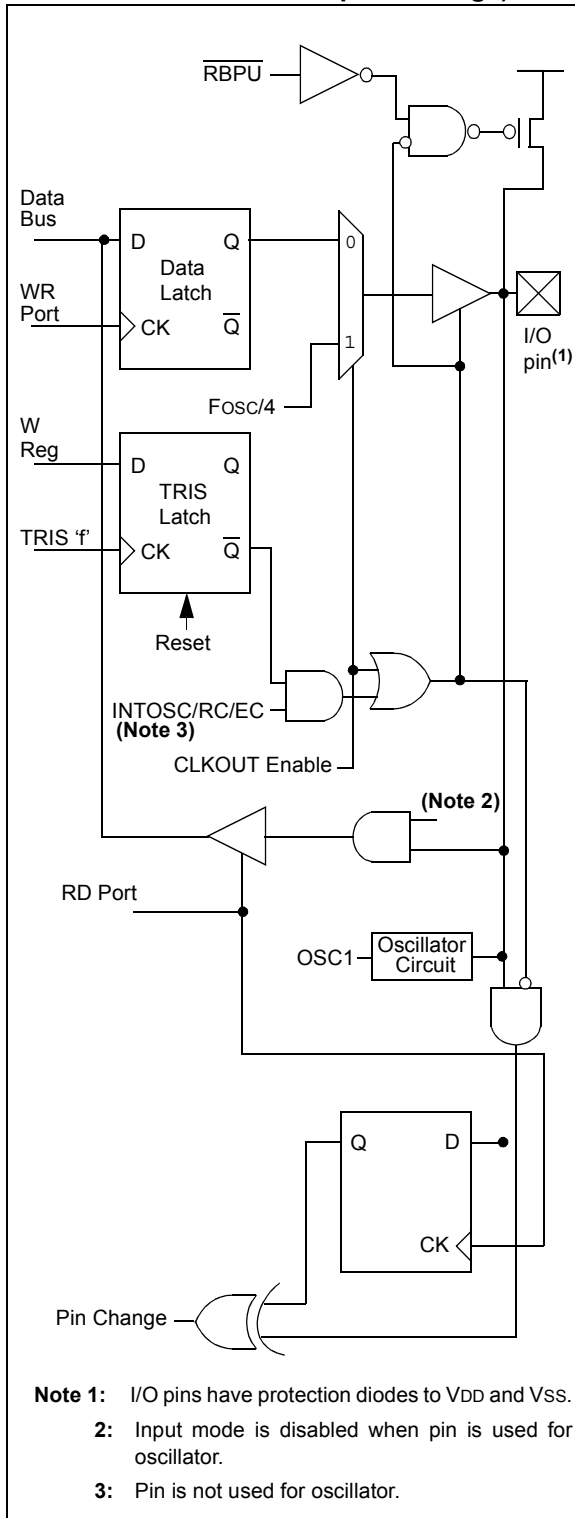 RBPU
Data
Bus
D Q
Data
Latch
WR
Port
CK Q
0
1
I/O
pin(1)
FOSC/4
W
Reg
D Q
TRIS
Latch
TRIS ‘f’
CK Q
Reset
INTOSC/RC/EC
(Note 3)
CLKOUT Enable
(Note 2)
RD Port
OSC1
Oscillator
Circuit
Q D
CK
Pin Change
Note 1: I/O pins have protection diodes to VDD and VSS.
2: Input mode is disabled when pin is used for
oscillator.
3: Pin is not used for oscillator.